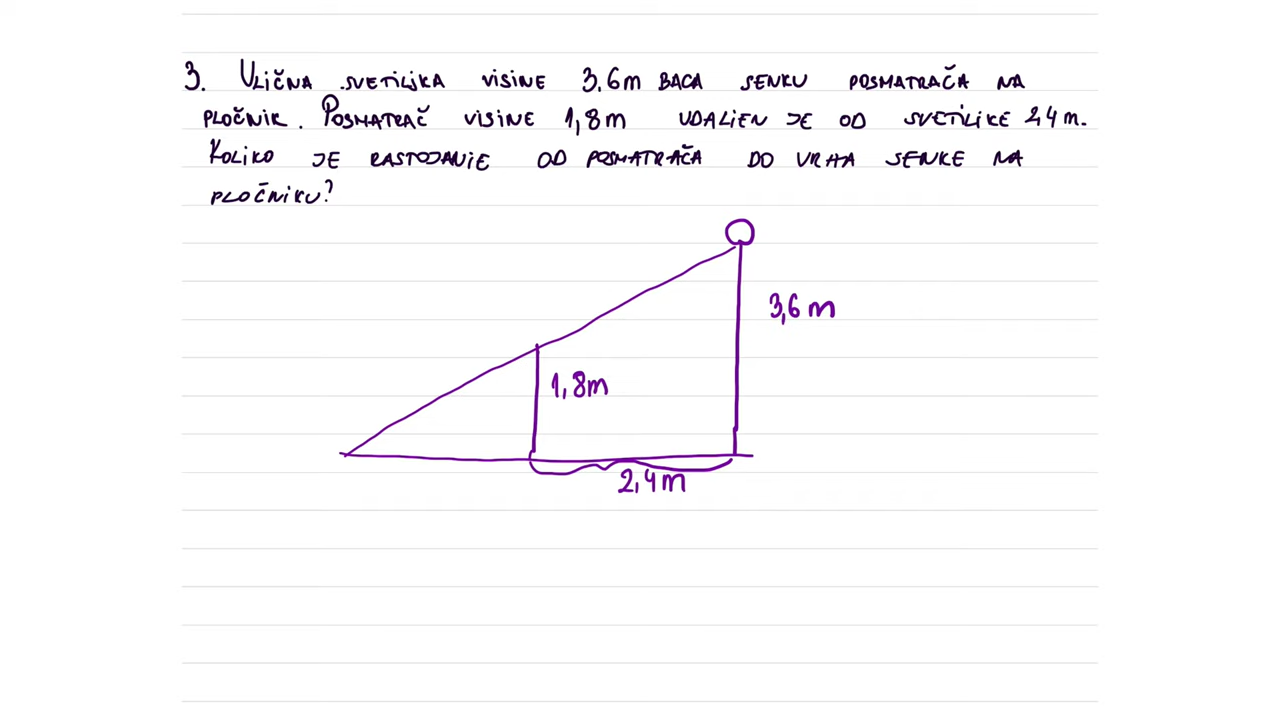 3. Ulična svetiljka visine 3,6m baca senku posmatrača na
pločnik. Posmatrač visine 1,8m udaljen je od svetiljke 2,4m.
Koliko je rastojanje od posmatrača do vrha senke na
pločniku?
3,6m
1,8m
2,4m